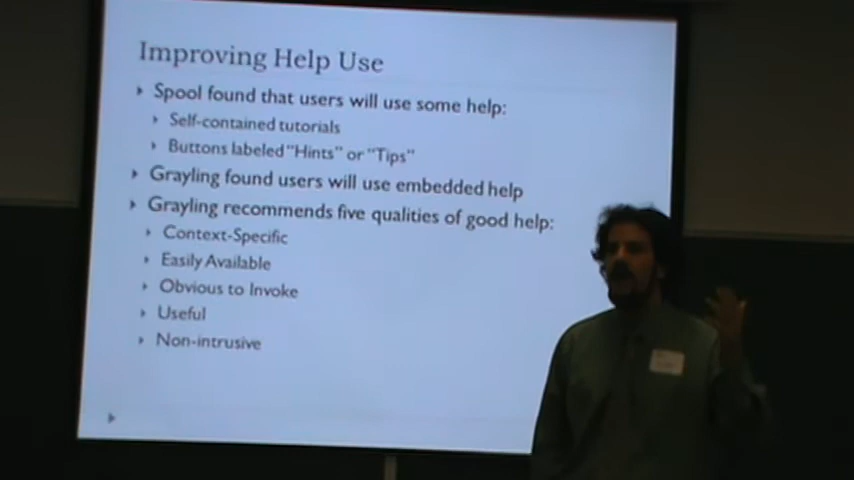 Improving Help Use
Spool found that users will use some help:
Self-contained tutorials
Buttons labeled "Hints" or "Tips"
Grayling found users will use embedded help
Grayling recommends five qualities of good help:
Context-Specific
Easily Available
Obvious to Invoke
Useful
Non-intrusive